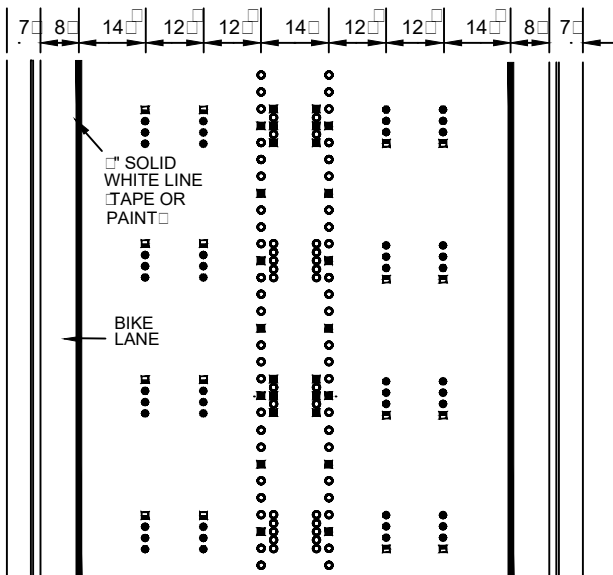 7□ 8□ 14□ 12□ 12□ 14□ 12□ 12□ 14□ 8□ 7□
□" SOLID
WHITE LINE
□TAPE OR
PAINT□
BIKE
LANE